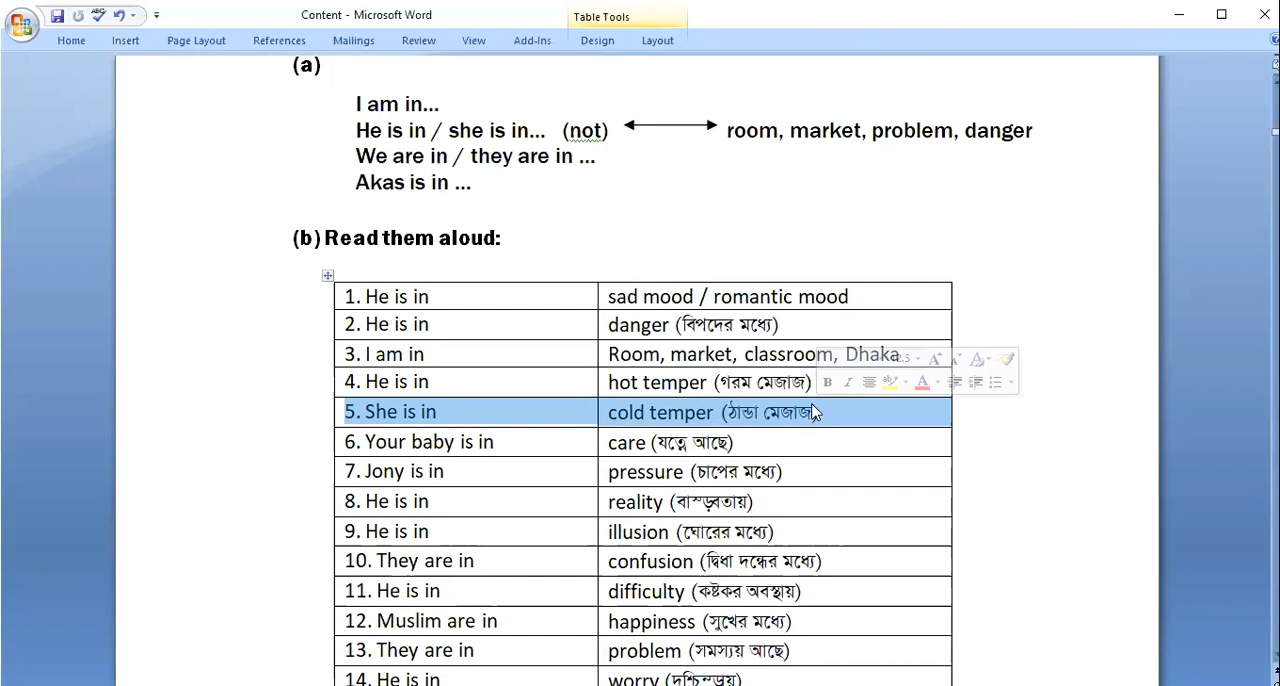 Content - Microsoft Word
Table Tools
Home Insert Page Layout References Mailings Review View Add-Ins Design Layout
(a)
I am in...
He is in / she is in... (not) room, market, problem, danger
We are in / they are in ...
Akas is in ...
(b) Read them aloud:
1. He is in sad mood / romantic mood
2. He is in danger (বিপদের মধ্যে)
3. I am in Room, market, classroom, Dhaka
4. He is in hot temper (গরম মেজাজ)
5. She is in cold temper (ঠান্ডা মেজাজ)
6. Your baby is in care (যত্নে আছে)
7. Jony is in pressure (চাপের মধ্যে)
8. He is in reality (বাস্ড়বতায়)
9. He is in illusion (ঘোরের মধ্যে)
10. They are in confusion (দ্বিধা দন্ধের মধ্যে)
11. He is in difficulty (কষ্টকর অবস্থায়)
12. Muslim are in happiness (সুখের মধ্যে)
13. They are in problem (সমস্যয় আছে)
14. He is in worry